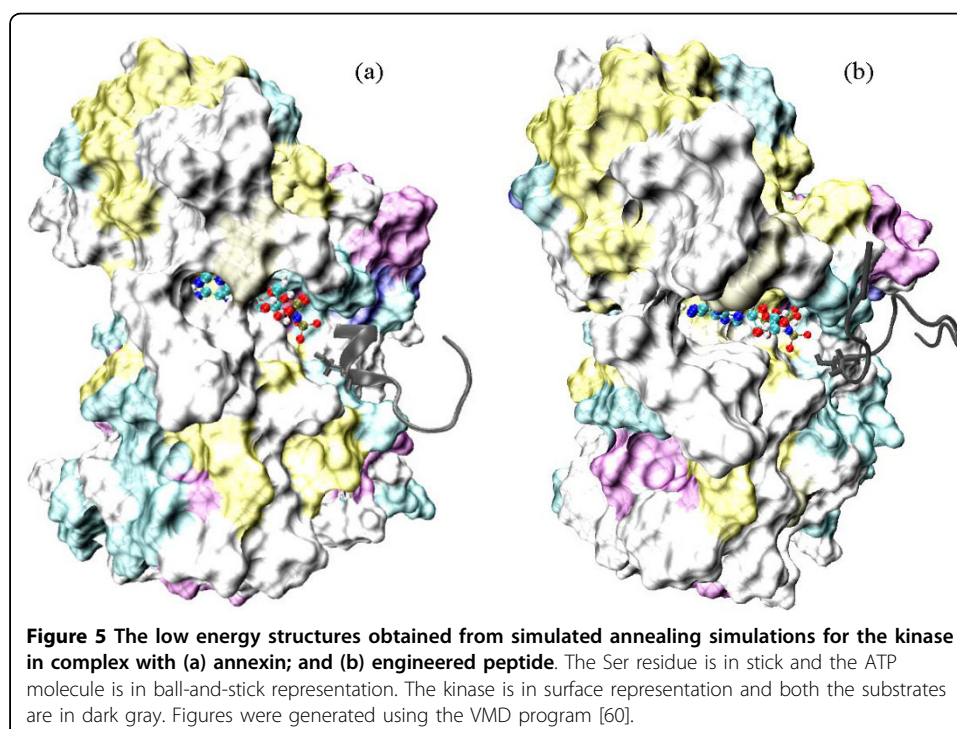 (a)
(b)
Figure 5 The low energy structures obtained from simulated annealing simulations for the kinase
in complex with (a) annexin; and (b) engineered peptide. The Ser residue is in stick and the ATP
molecule is in ball-and-stick representation. The kinase is in surface representation and both the substrates
are in dark gray. Figures were generated using the VMD program [60].